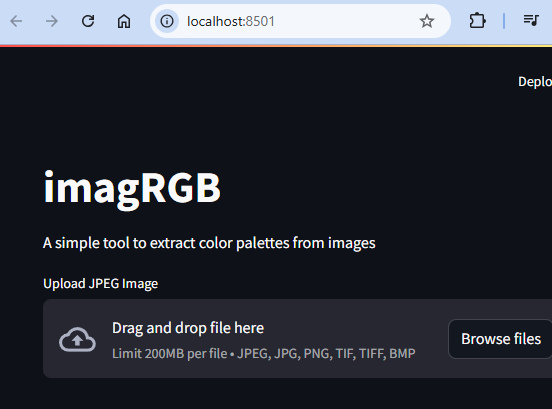 localhost:8501
Deplo
imagRGB
A simple tool to extract color palettes from images
Upload JPEG Image
Drag and drop file here
Limit 200MB per file • JPEG, JPG, PNG, TIF, TIFF, BMP
Browse files